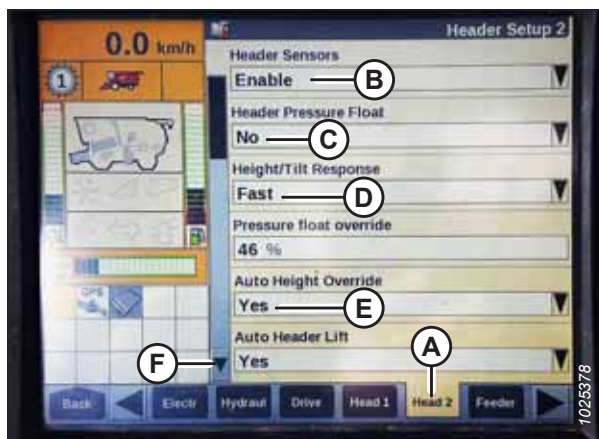 0.0 km/h
Header Setup 2
1
Header Sensors
Enable
B
Header Pressure Float
No
C
Height/Tilt Response
Fast
D
Pressure float override
46 %
GPS
Auto Height Override
Yes
E
Auto Header Lift
Yes
F
A
Back
Electr
Hydraul
Drive
Head 1
Head 2
Feeder
1025378